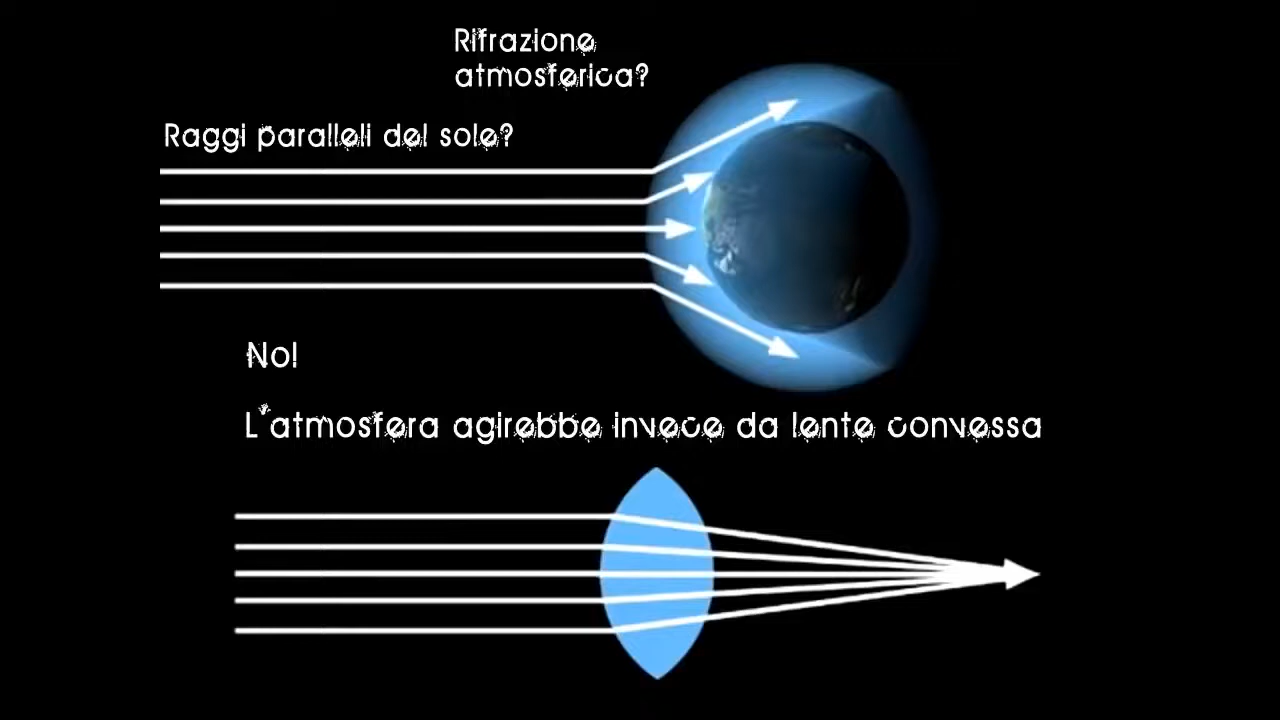 Rifrazione
atmosferica?
Raggi paralleli del sole?
No!
L'atmosfera agirebbe invece da lente convessa